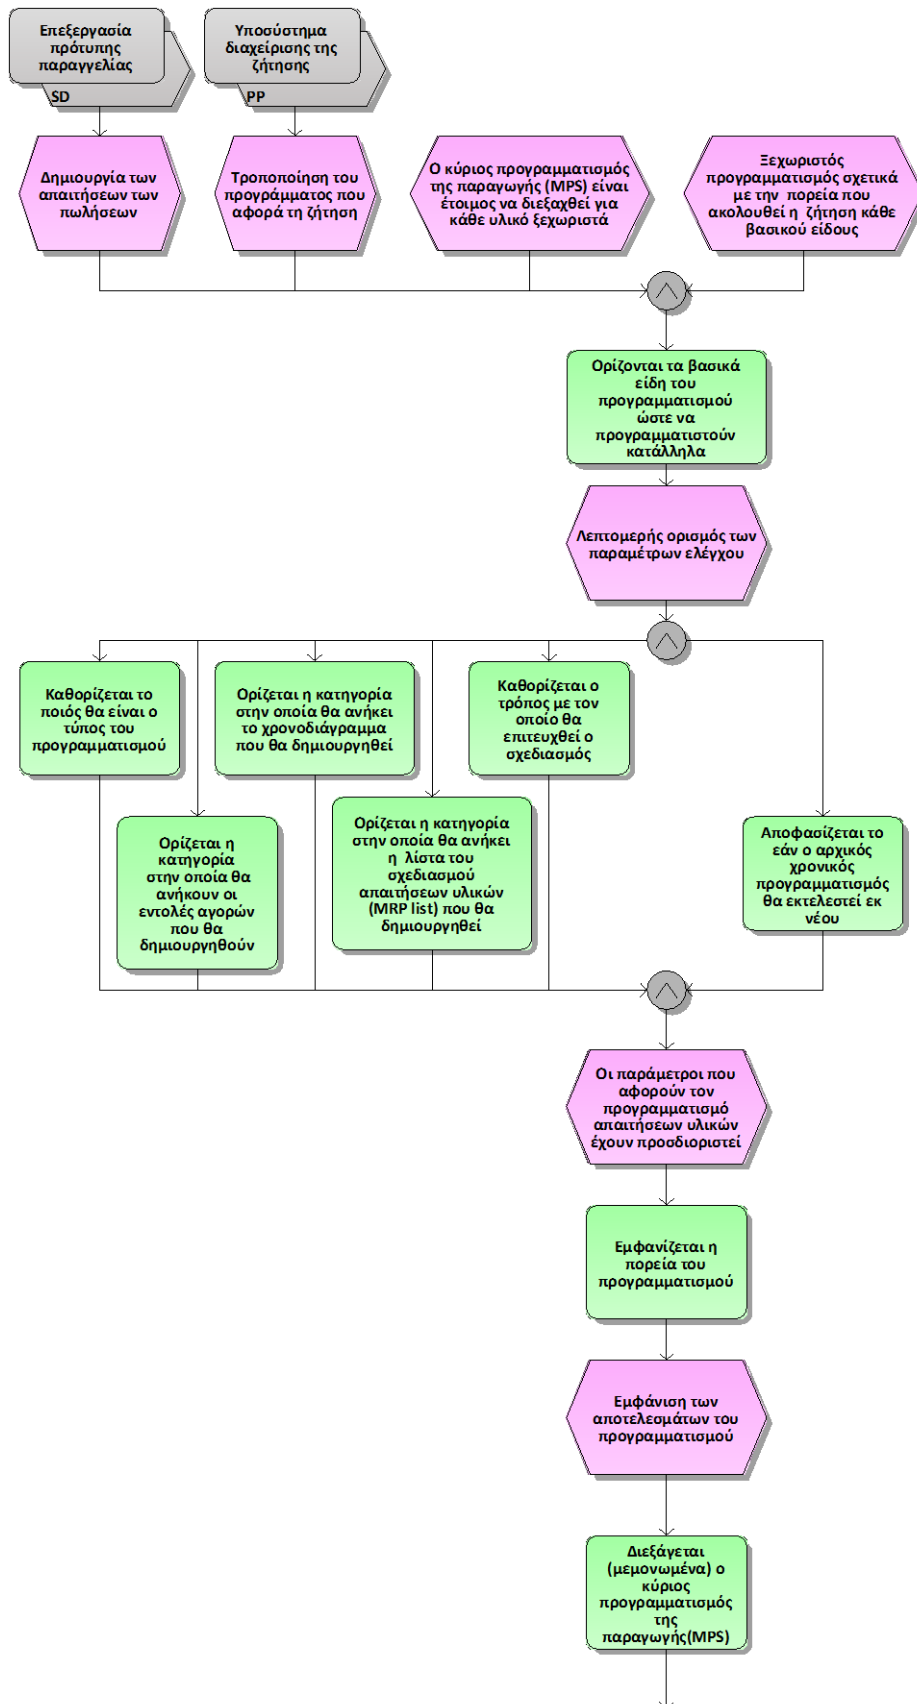 Επεξεργασία
πρότυπης
παραγγελίας
SD
Υποσύστημα
διαχείρισης της
ζήτησης
PP
Δημιουργία των
απαιτήσεων των
πωλήσεων
Τροποποίηση του
προγράμματος που
αφορά τη ζήτηση
Ο κύριος προγραμματισμός
της παραγωγής (MPS) είναι
έτοιμος να διεξαχθεί για
κάθε υλικό ξεχωριστά
Ξεχωριστός
προγραμματισμός σχετικά
με την πορεία που
ακολουθεί η ζήτηση κάθε
βασικού είδους
Ορίζονται τα βασικά
είδη του
προγραμματισμού
ώστε να
προγραμματιστούν
κατάλληλα
Λεπτομερής ορισμός των
παραμέτρων ελέγχου
Καθορίζεται το
ποιός θα είναι ο
τύπος του
προγραμματισμού
Ορίζεται η κατηγορία
στην οποία θα ανήκει
το χρονοδιάγραμμα
που θα δημιουργηθεί
Καθορίζεται ο
τρόπος με τον
οποίο θα
επιτευχθεί ο
σχεδιασμός
Ορίζεται η
κατηγορία
στην οποία θα
ανήκουν οι
εντολές αγορών
που θα
δημιουργηθούν
Ορίζεται η κατηγορία
στην οποία θα ανήκει
η λίστα του
σχεδιασμού
απαιτήσεων υλικών
(MRP list) που θα
δημιουργηθεί
Αποφασίζεται το
εάν ο αρχικός
χρονικός
προγραμματισμός
θα εκτελεστεί εκ
νέου
Οι παράμετροι που
αφορούν τον
προγραμματισμό
απαιτήσεων υλικών
έχουν προσδιοριστεί
Εμφανίζεται η
πορεία του
προγραμματισμού
Εμφάνιση των
αποτελεσμάτων του
προγραμματισμού
Διεξάγεται
(μεμονωμένα) ο
κύριος
προγραμματισμός
της
παραγωγής(MPS)